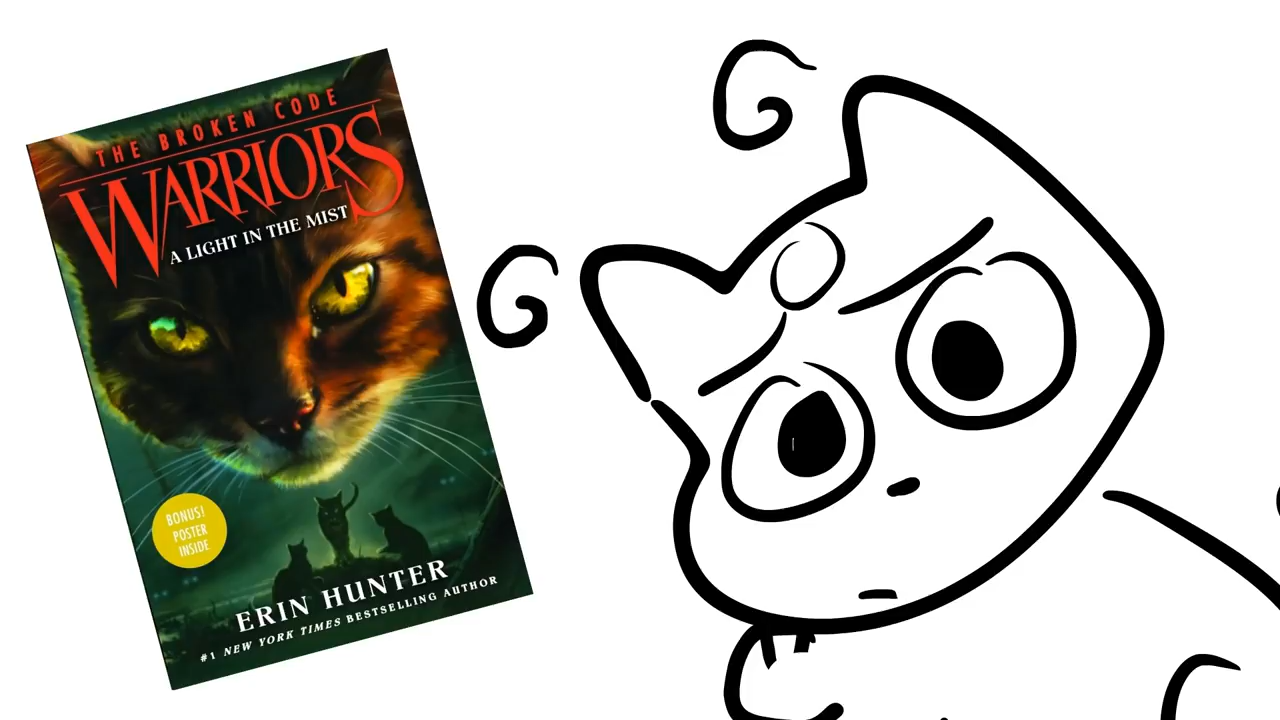 THE BROKEN CODE
WARRIORS
A LIGHT IN THE MIST
BONUS!
POSTER
INSIDE
ERIN HUNTER
#1 NEW YORK TIMES BESTSELLING AUTHOR